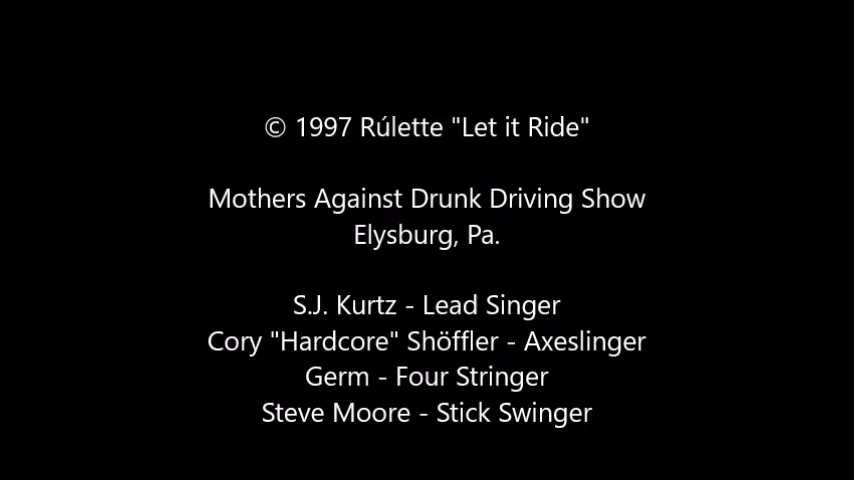 © 1997 Rúlette "Let it Ride"
Mothers Against Drunk Driving Show
Elysburg, Pa.
S.J. Kurtz - Lead Singer
Cory "Hardcore" Shöffler - Axeslinger
Germ - Four Stringer
Steve Moore - Stick Swinger